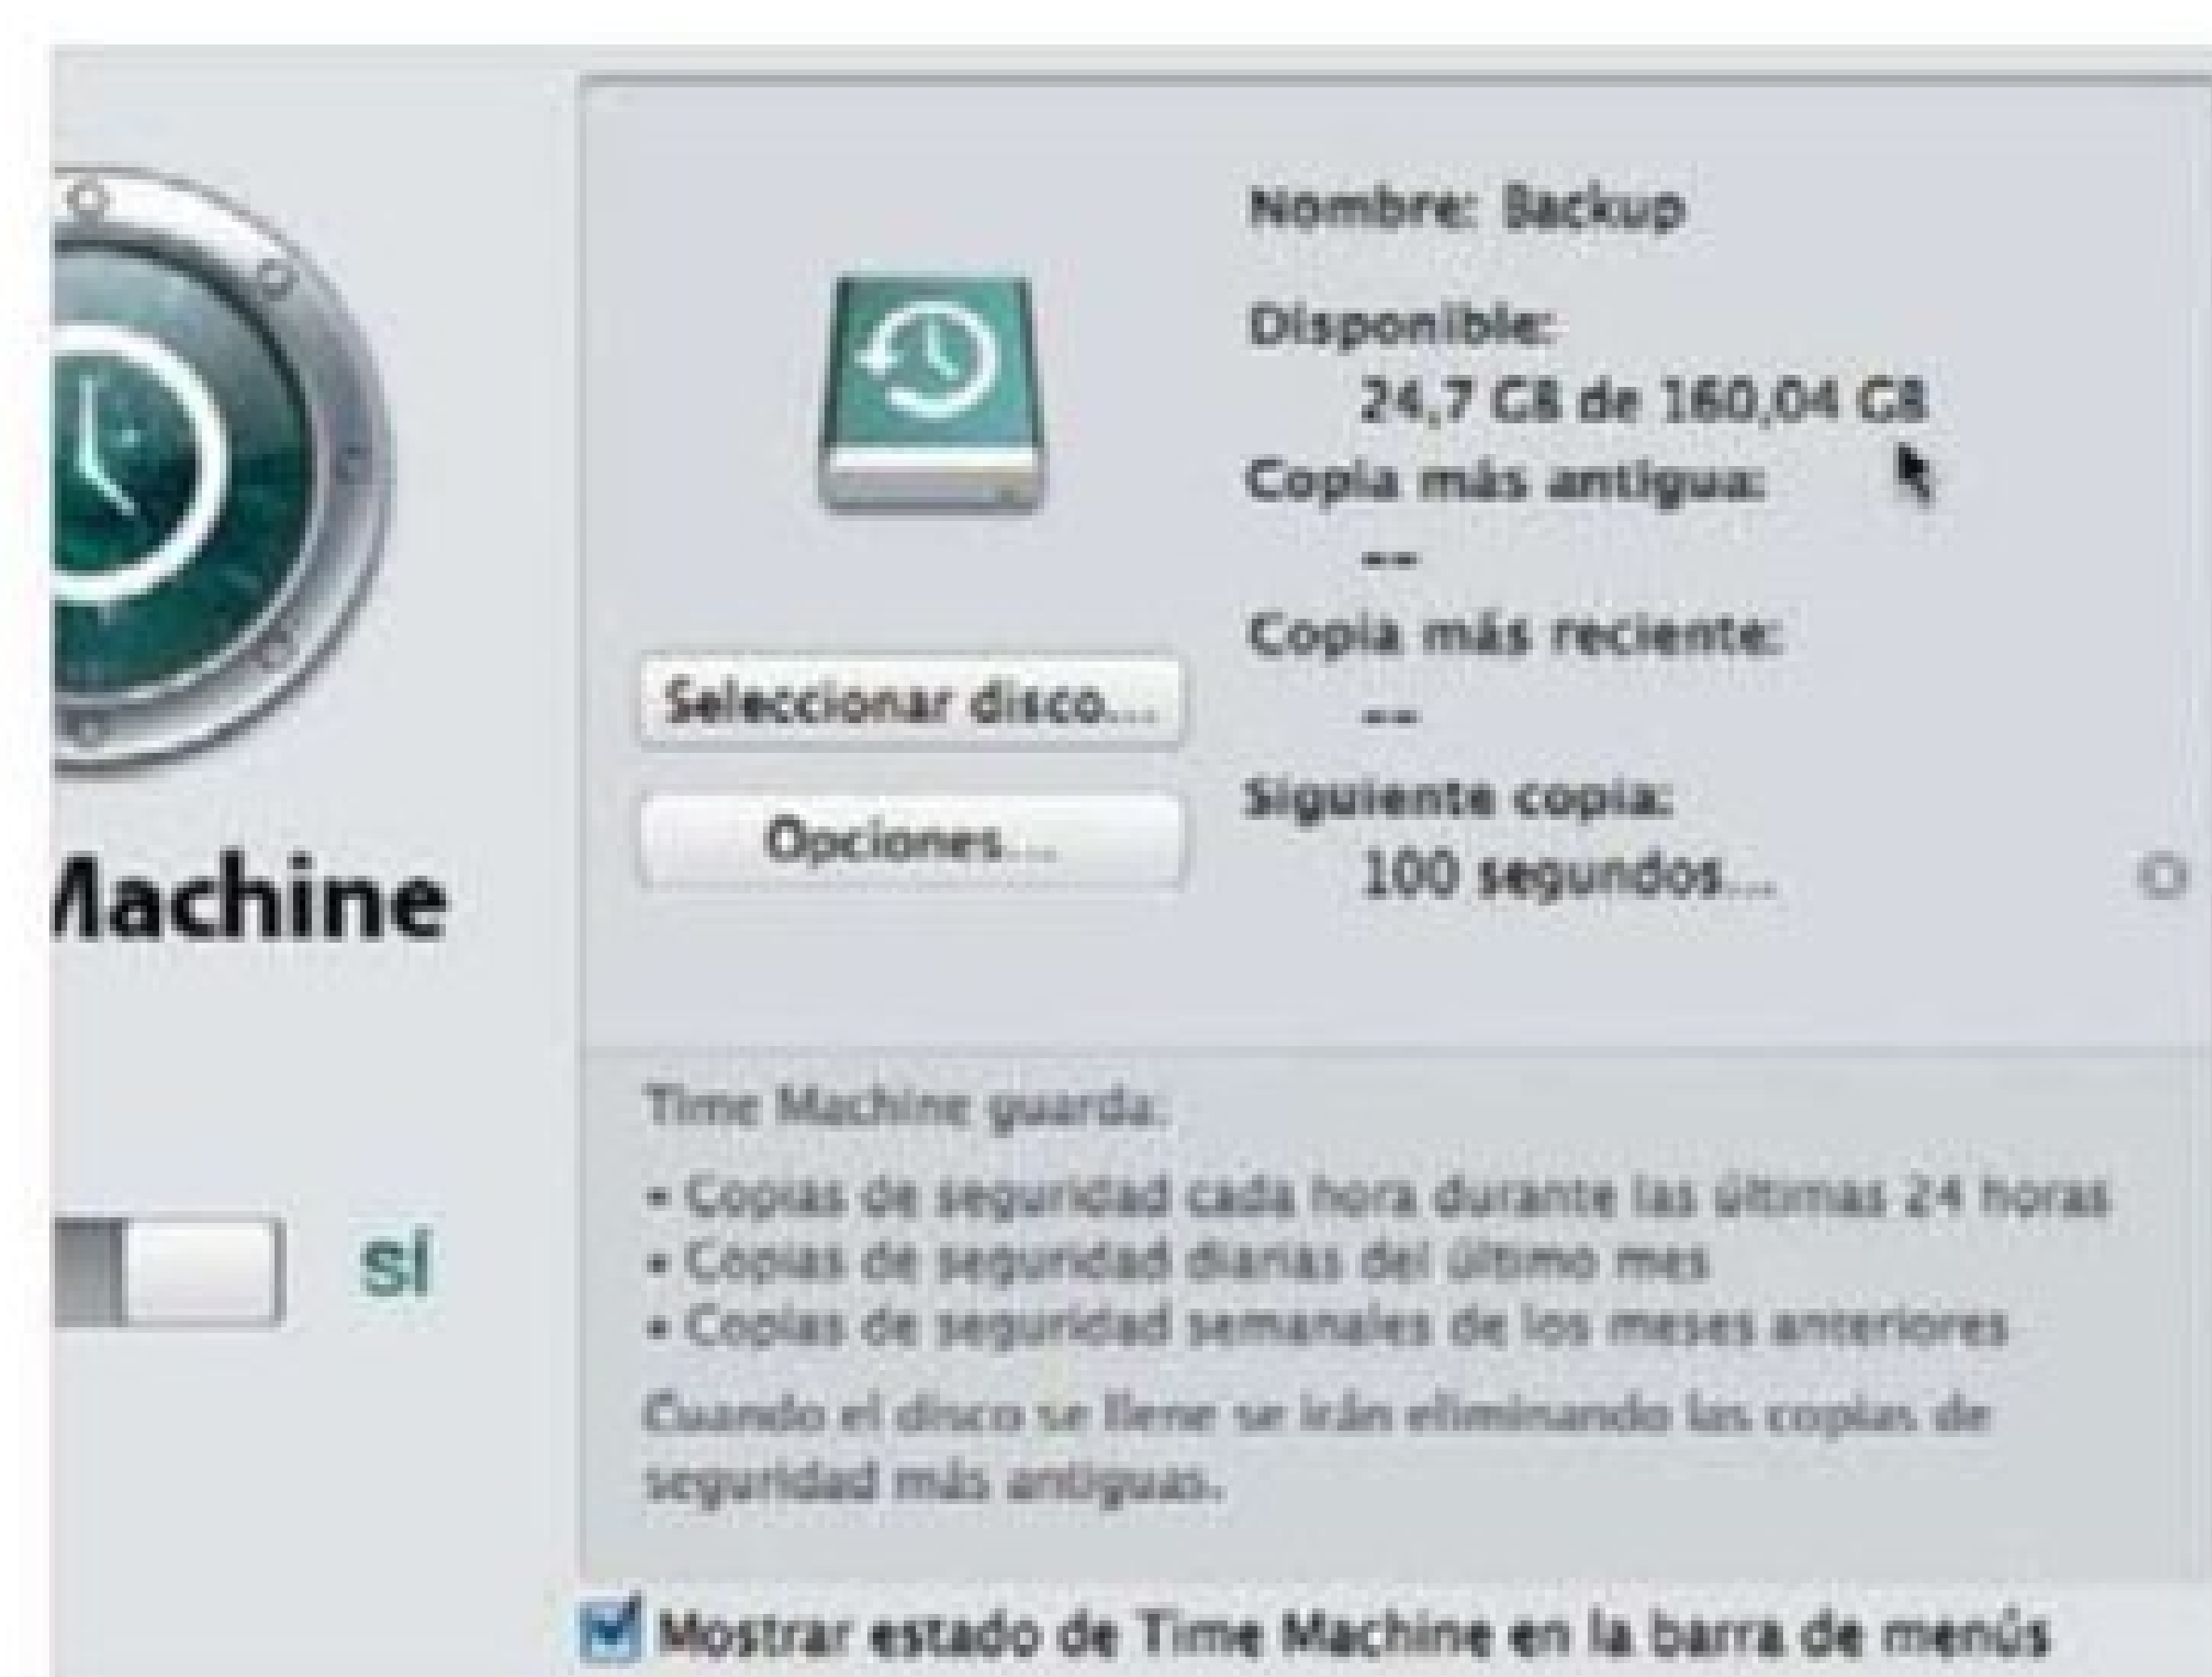 Nombre: Backup
Disponible:
24,7 GB de 160,04 GB
Copia más antigua:
--
Copia más reciente:
--
Siguiente copia:
100 segundos...
Seleccionar disco...
Opciones...
Machine
SÍ
Time Machine guarda:
• Copias de seguridad cada hora durante las últimas 24 horas
• Copias de seguridad diarias del último mes
• Copias de seguridad semanales de los meses anteriores
Cuando el disco se llene se irán eliminando las copias de
seguridad más antiguas.
Mostrar estado de Time Machine en la barra de menús